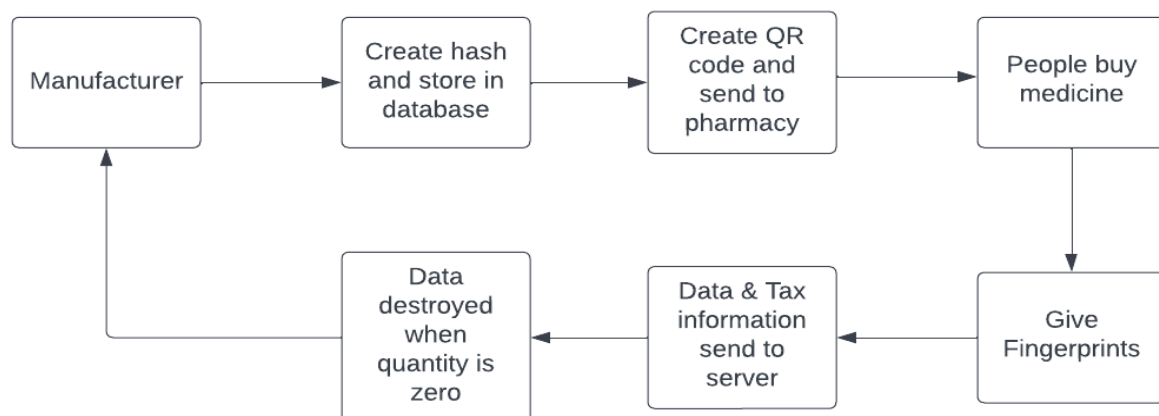 Manufacturer
Create hash
and store in
database
Create QR
code and
send to
pharmacy
People buy
medicine
Give
Fingerprints
Data & Tax
information
send to
server
Data
destroyed
when
quantity is
zero